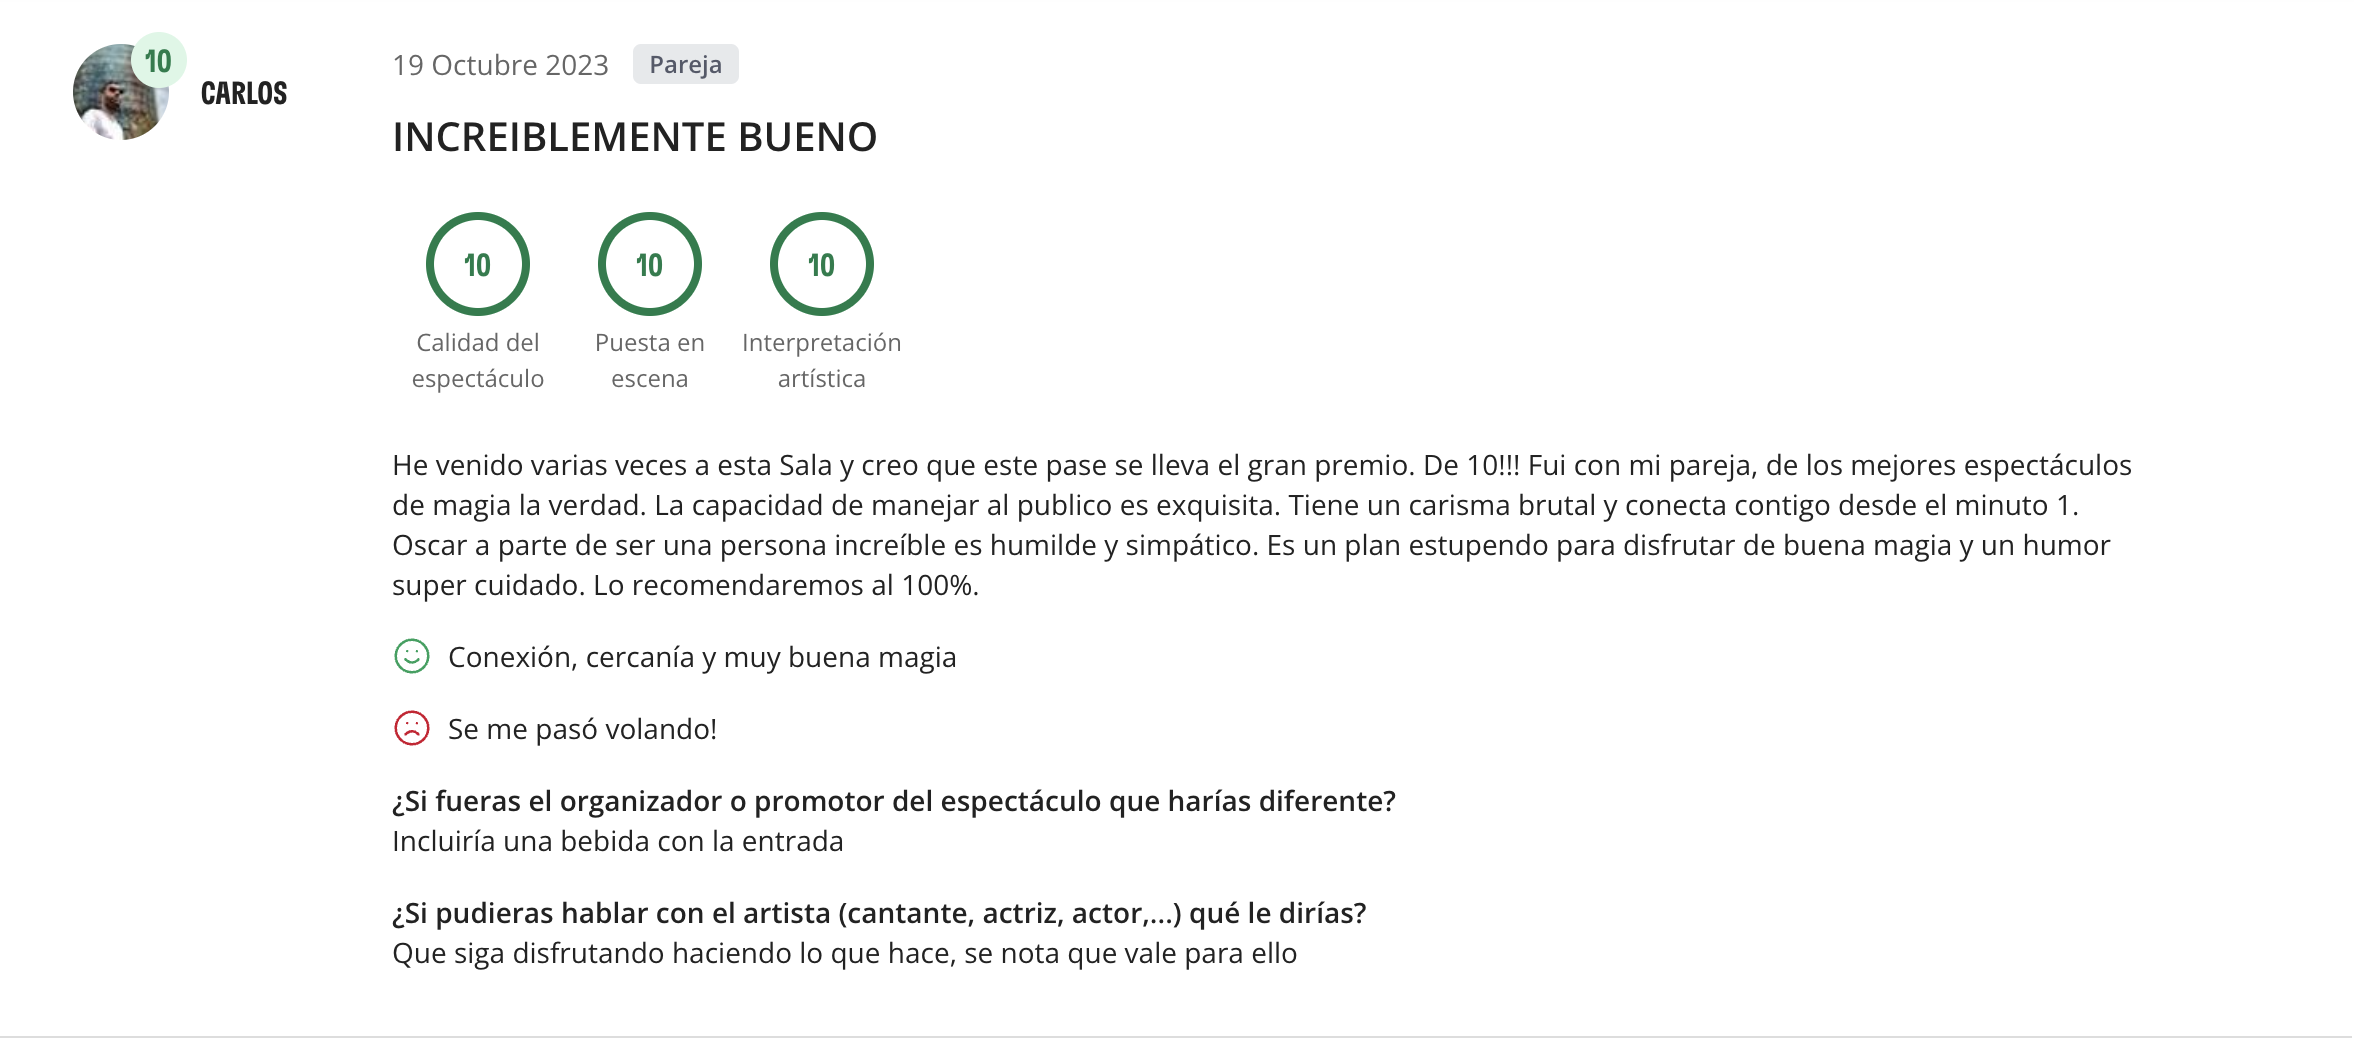 10
CARLOS
19 Octubre 2023 Pareja
INCREIBLEMENTE BUENO
10 10 10
Calidad del Puesta en Interpretación
espectáculo escena artística
He venido varias veces a esta Sala y creo que este pase se lleva el gran premio. De 10!!! Fui con mi pareja, de los mejores espectáculos
de magia la verdad. La capacidad de manejar al publico es exquisita. Tiene un carisma brutal y conecta contigo desde el minuto 1.
Oscar a parte de ser una persona increíble es humilde y simpático. Es un plan estupendo para disfrutar de buena magia y un humor
super cuidado. Lo recomendaremos al 100%.
Conexión, cercanía y muy buena magia
Se me pasó volando!
¿Si fueras el organizador o promotor del espectáculo que harías diferente?
Incluiría una bebida con la entrada
¿Si pudieras hablar con el artista (cantante, actriz, actor,...) qué le dirías?
Que siga disfrutando haciendo lo que hace, se nota que vale para ello